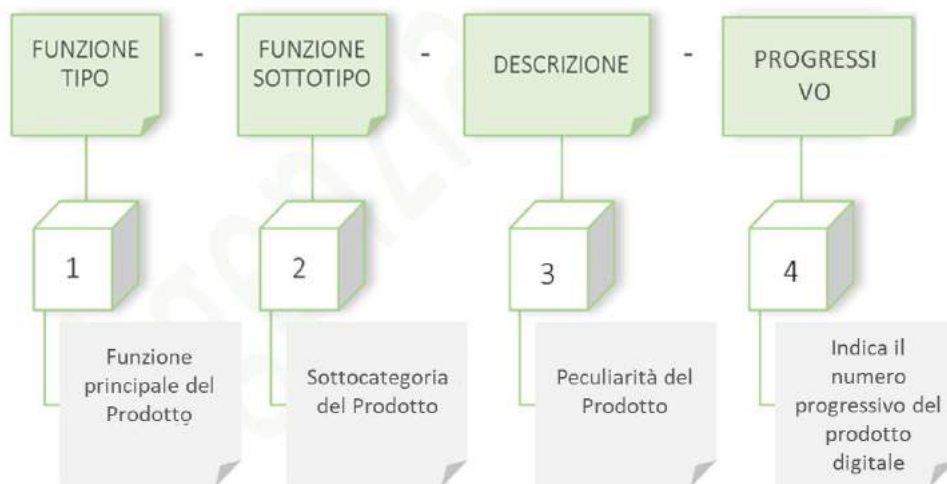 FUNZIONE
TIPO
-
FUNZIONE
SOTTOTIPO
-
DESCRIZIONE
-
PROGRESSI
VO
1
2
3
4
Funzione
principale del
Prodotto
Sottocategoria
del Prodotto
Peculiarità del
Prodotto
Indica il
numero
progressivo del
prodotto
digitale